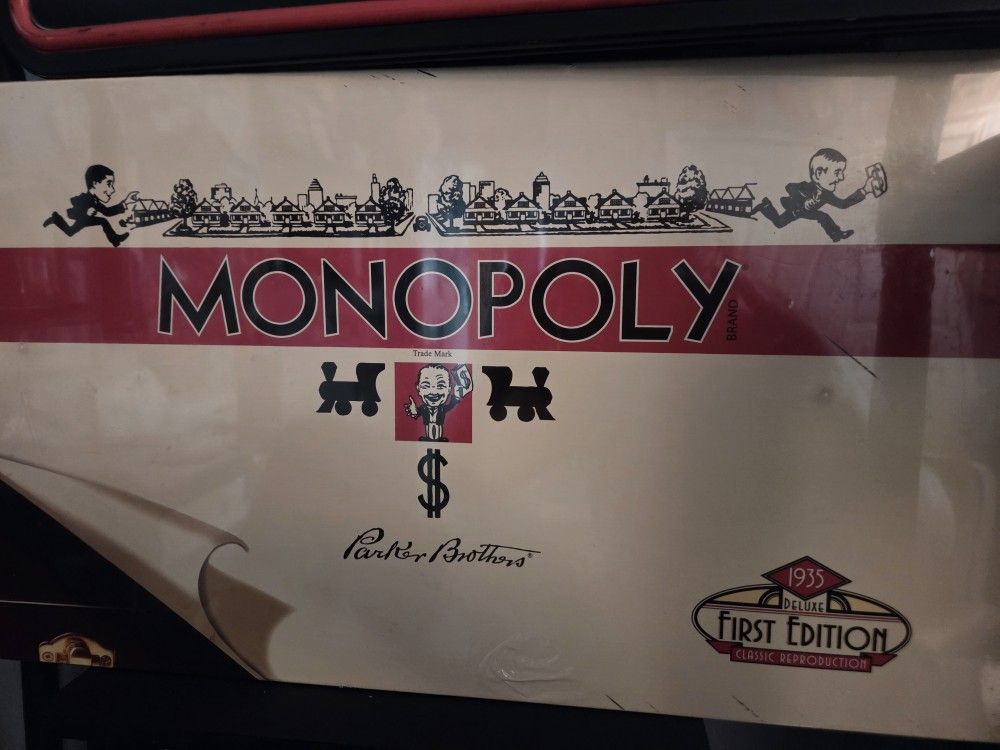 MONOPOLY
BRAND
Trade Mark
$
Parker Brothers®
1935
DELUXE
FIRST EDITION
CLASSIC REPRODUCTION